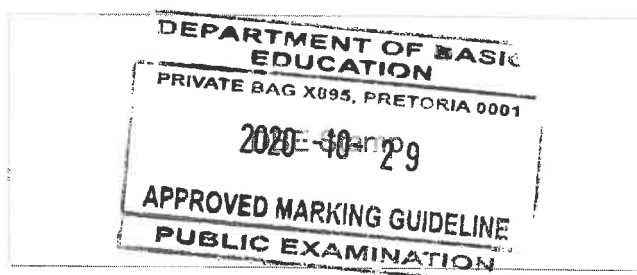 DEPARTMENT OF BASIC
EDUCATION
PRIVATE BAG X895, PRETORIA 0001
2020 -10- 29
APPROVED MARKING GUIDELINE
PUBLIC EXAMINATION